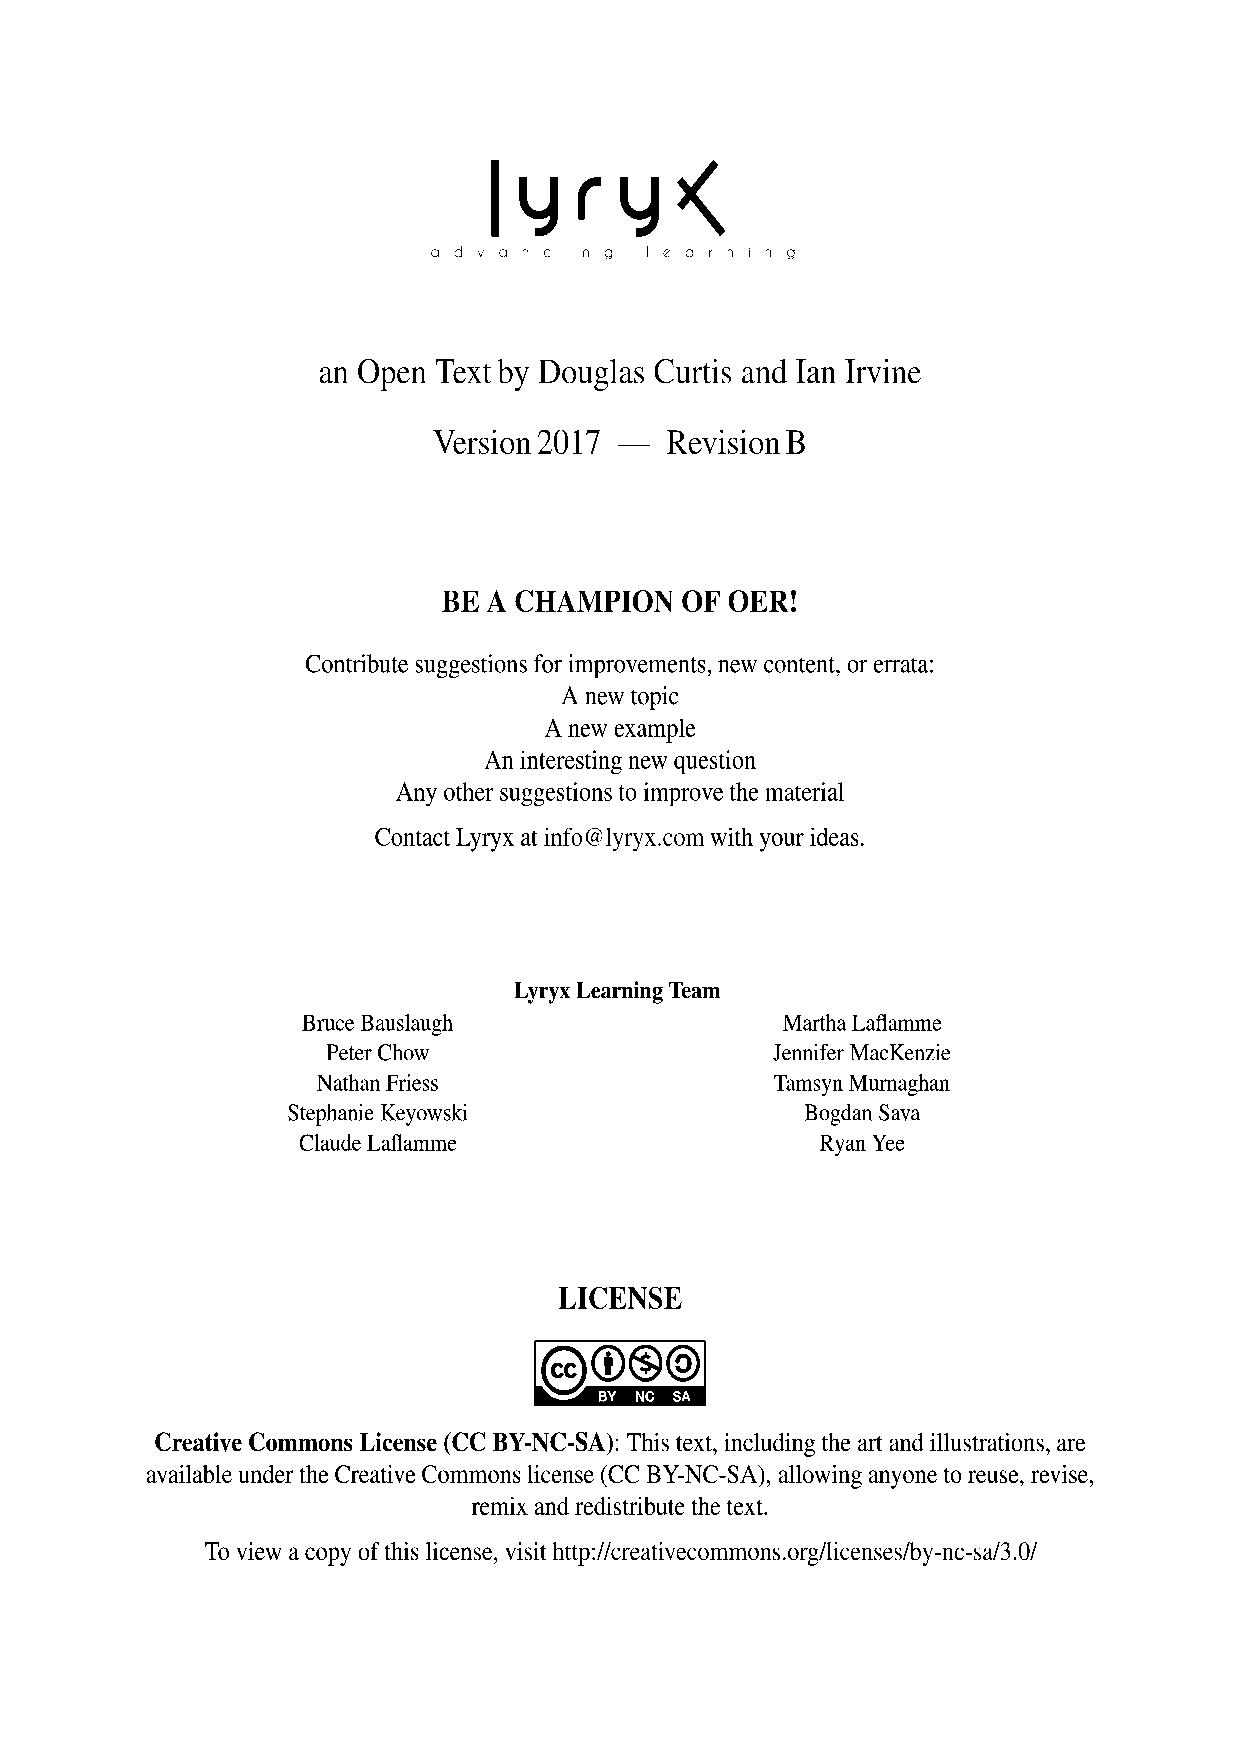 lyryx
advancing learning
an Open Text by Douglas Curtis and Ian Irvine
Version 2017 — Revision B
BE A CHAMPION OF OER!
Contribute suggestions for improvements, new content, or errata:
A new topic
A new example
An interesting new question
Any other suggestions to improve the material
Contact Lyryx at info@lyryx.com with your ideas.
Lyryx Learning Team
Bruce Bauslaugh
Peter Chow
Nathan Friess
Stephanie Keyowski
Claude Laflamme
Martha Laflamme
Jennifer MacKenzie
Tamsyn Murnaghan
Bogdan Sava
Ryan Yee
LICENSE
cc BY NC SA
Creative Commons License (CC BY-NC-SA): This text, including the art and illustrations, are
available under the Creative Commons license (CC BY-NC-SA), allowing anyone to reuse, revise,
remix and redistribute the text.
To view a copy of this license, visit http://creativecommons.org/licenses/by-nc-sa/3.0/